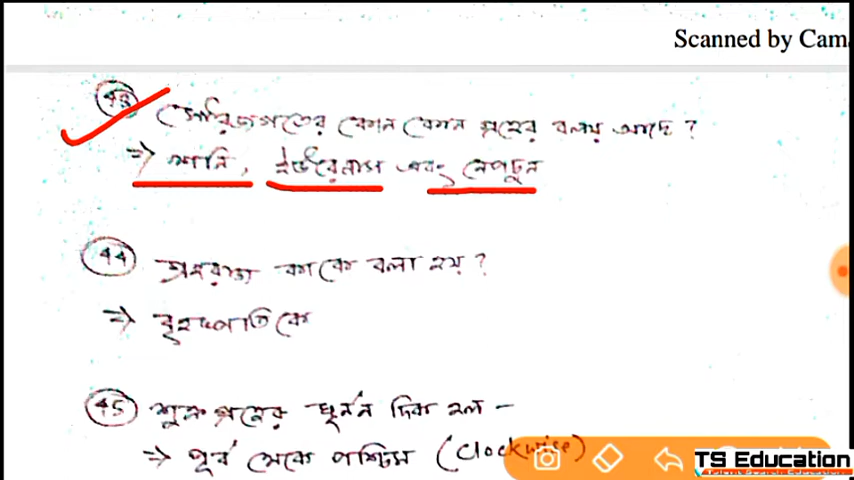 Scanned by Cam
43 সৌরজগতের কোন কোন গ্রহের বলয় আছে?
⇒ শনি, ইউরেনাস এবং নেপচুন
44 গ্রহরাজ কাকে বলা হয়?
⇒ বৃহস্পতিকে
45 শুক্র গ্রহের ঘূর্নন দিক হল –
⇒ পূর্ব থেকে পশ্চিম (Clockwise)
TS Education